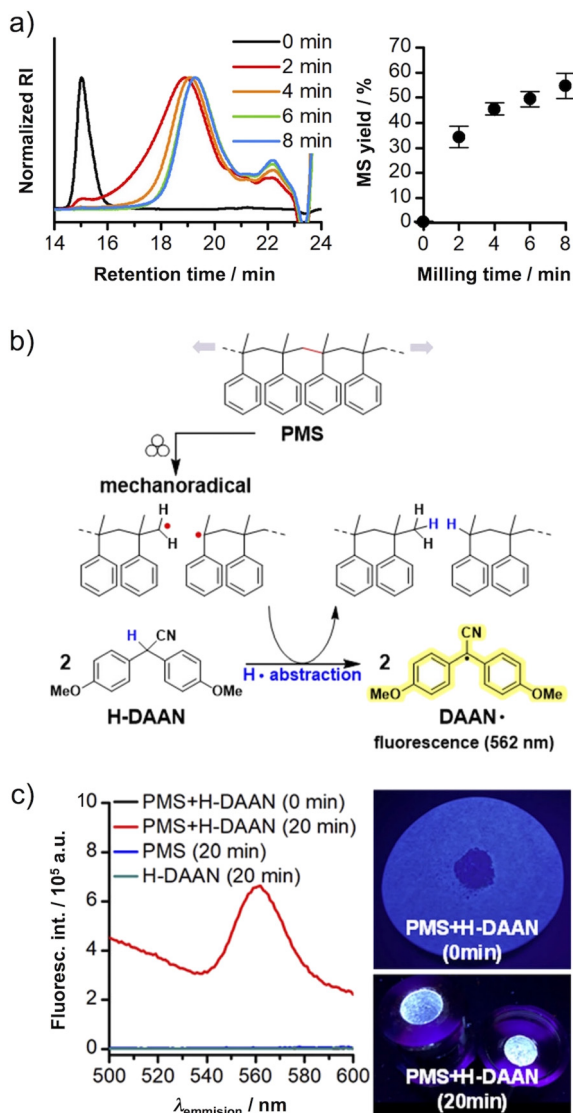 a)
Normalized RI
0 min
2 min
4 min
6 min
8 min
14 16 18 20 22 24
Retention time / min
MS yield / %
70
60
50
40
30
20
10
0
0 2 4 6 8
Milling time / min
b)
PMS
mechanoradical
H
H
H
H
H
H
2
H
CN
MeO
OMe
H-DAAN
H• abstraction
2
CN
MeO
OMe
DAAN•
fluorescence (562 nm)
c)
Fluoresc. int. / 10⁵ a.u.
10
8
6
4
2
0
PMS+H-DAAN (0 min)
PMS+H-DAAN (20 min)
PMS (20 min)
H-DAAN (20 min)
500 520 540 560 580 600
λemmision / nm
PMS+H-DAAN
(0min)
PMS+H-DAAN
(20min)